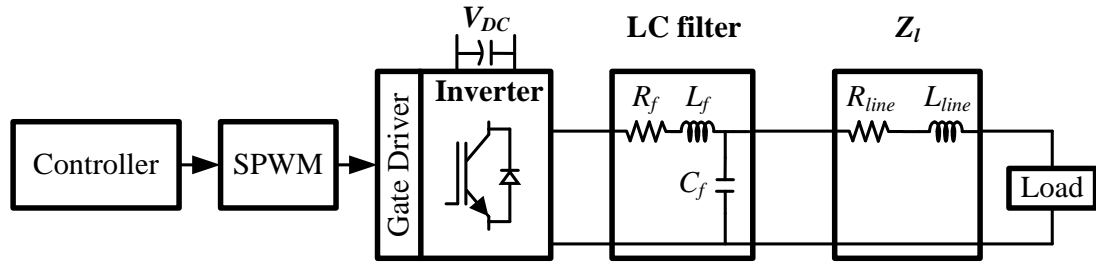 V_DC
LC filter
Z_l
Inverter
R_f
L_f
R_line
L_line
Controller
SPWM
Gate Driver
C_f
Load